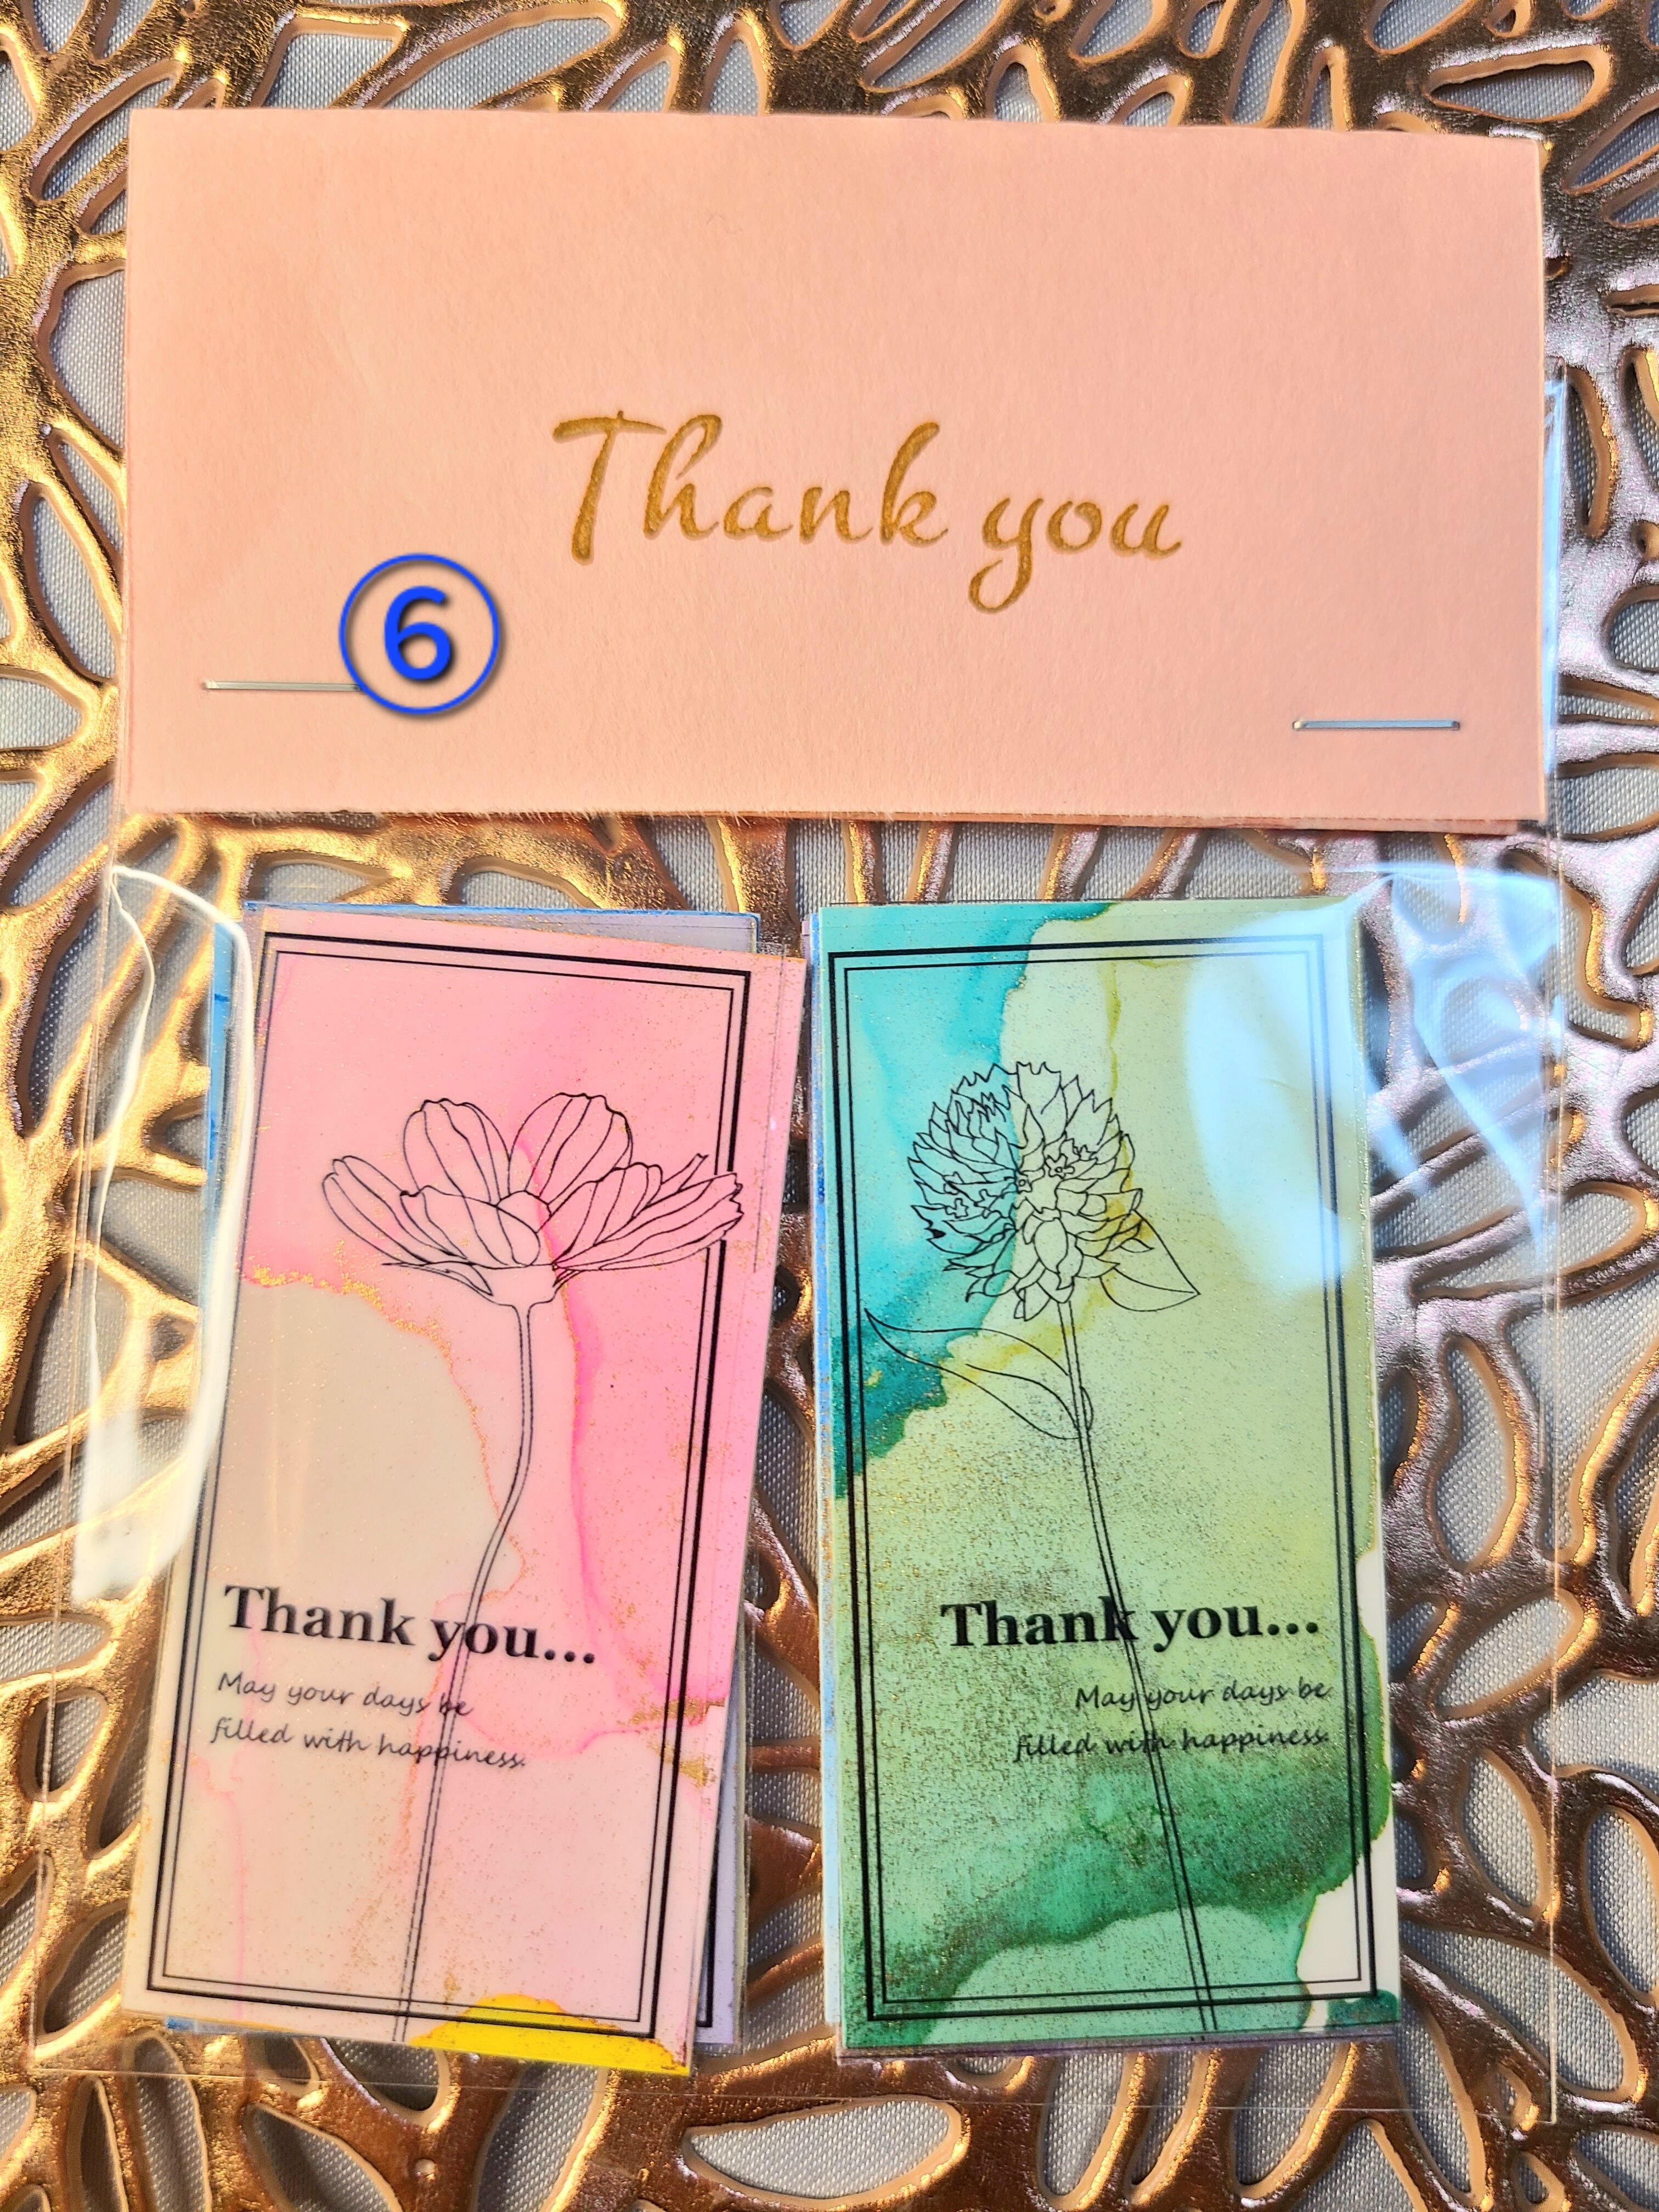 Thank you
⑥
Thank you...
May your days be
filled with happiness.
Thank you...
May your days be
filled with happiness.